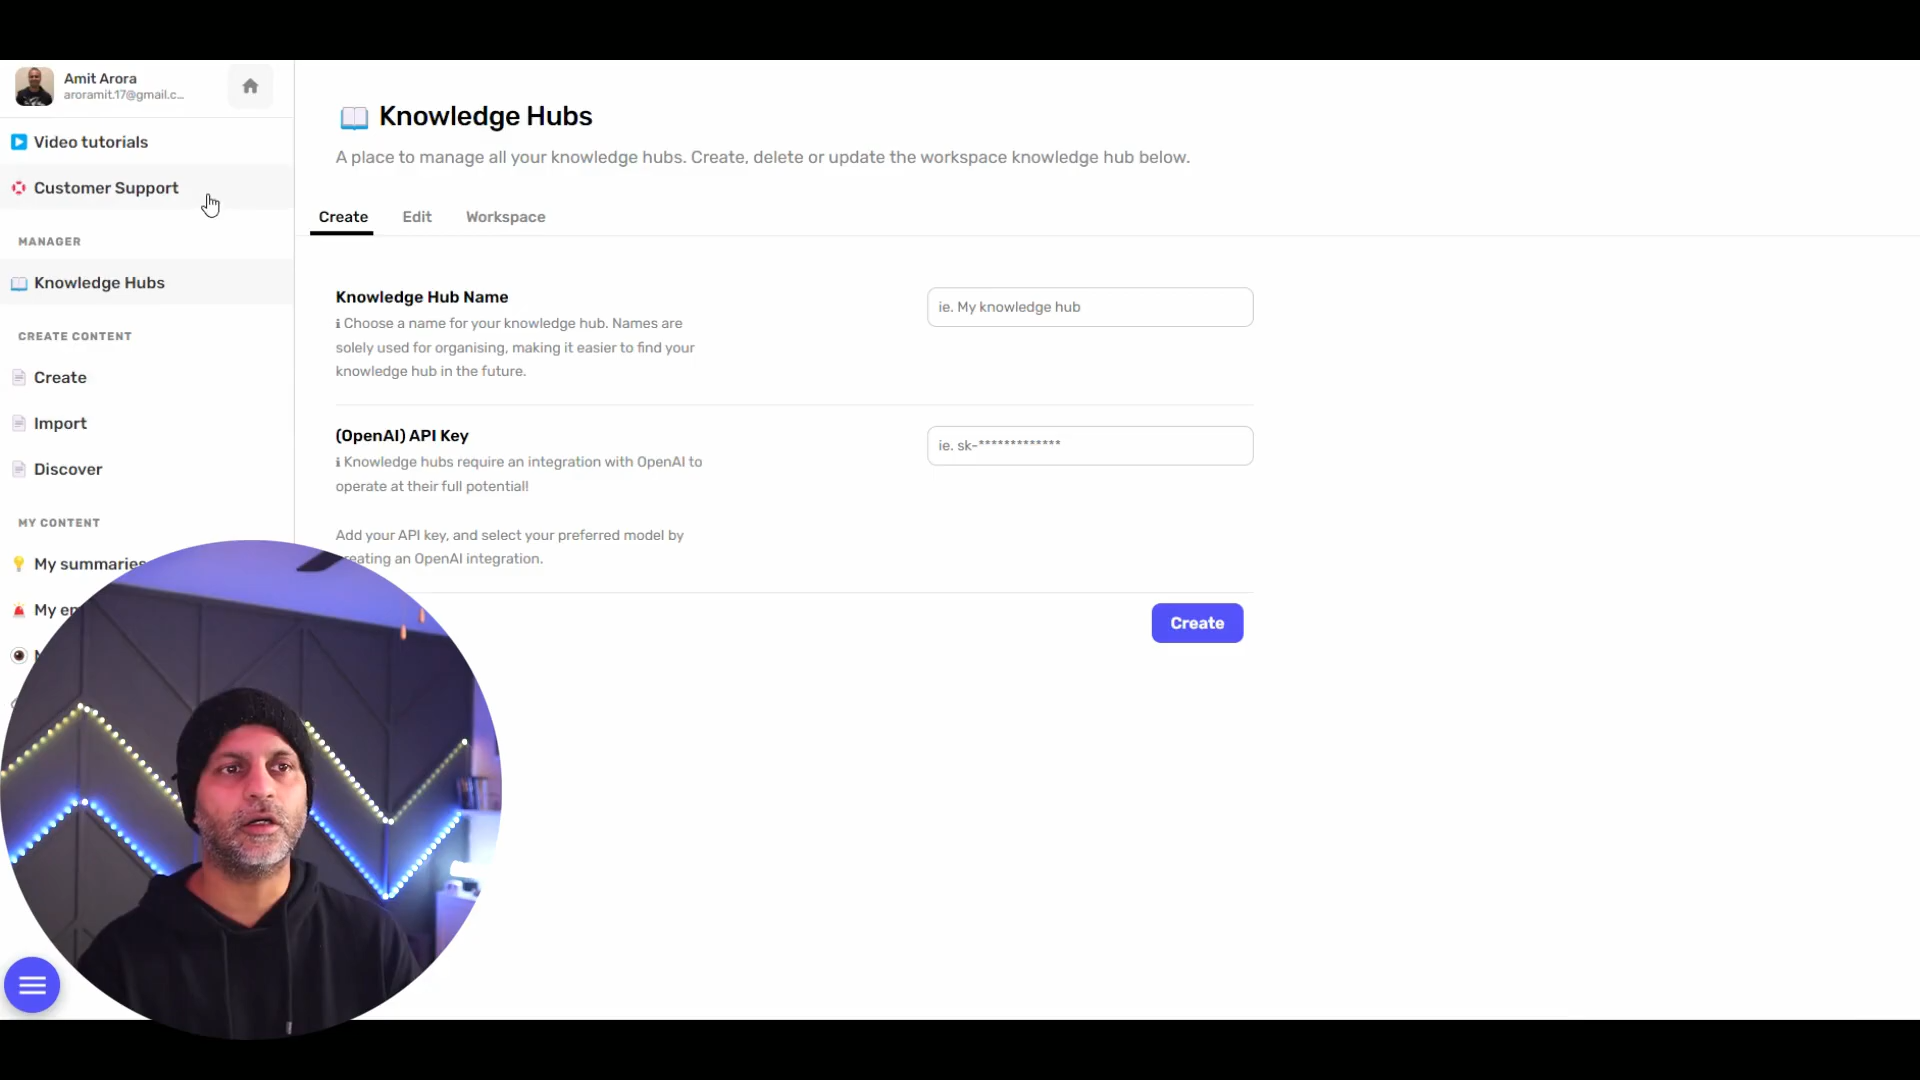 Amit Arora
aroramit.17@gmail.c...
Video tutorials
Customer Support
MANAGER
Knowledge Hubs
CREATE CONTENT
Create
Import
Discover
MY CONTENT
My summaries
My
Knowledge Hubs
A place to manage all your knowledge hubs. Create, delete or update the workspace knowledge hub below.
Create Edit Workspace
Knowledge Hub Name
ℹ Choose a name for your knowledge hub. Names are
solely used for organising, making it easier to find your
knowledge hub in the future.
ie. My knowledge hub
(OpenAI) API Key
ℹ Knowledge hubs require an integration with OpenAI to
operate at their full potential!
Add your API key, and select your preferred model by
creating an OpenAI integration.
ie. sk-*************
Create